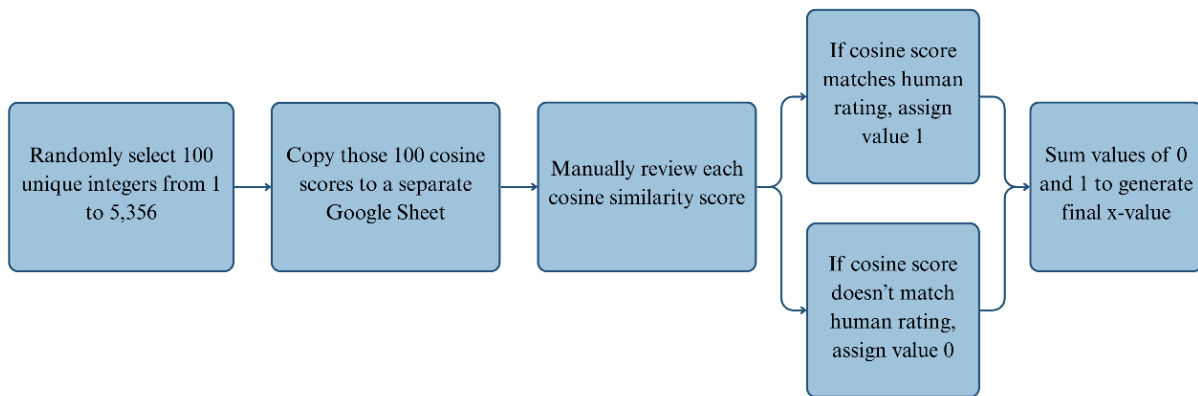 Randomly select 100
unique integers from 1
to 5,356
Copy those 100 cosine
scores to a separate
Google Sheet
Manually review each
cosine similarity score
If cosine score
matches human
rating, assign
value 1
If cosine score
doesn’t match
human rating,
assign value 0
Sum values of 0
and 1 to generate
final x-value